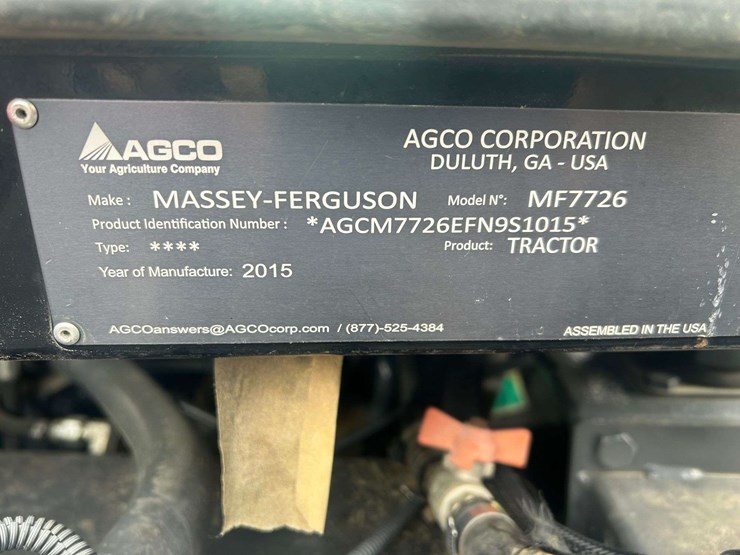 AGCO
Your Agriculture Company
AGCO CORPORATION
DULUTH, GA - USA
Make : MASSEY-FERGUSON Model N°: MF7726
Product Identification Number : *AGCM7726EFN9S1015*
Type: **** Product: TRACTOR
Year of Manufacture: 2015
AGCOanswers@AGCOcorp.com / (877)-525-4384 ASSEMBLED IN THE USA